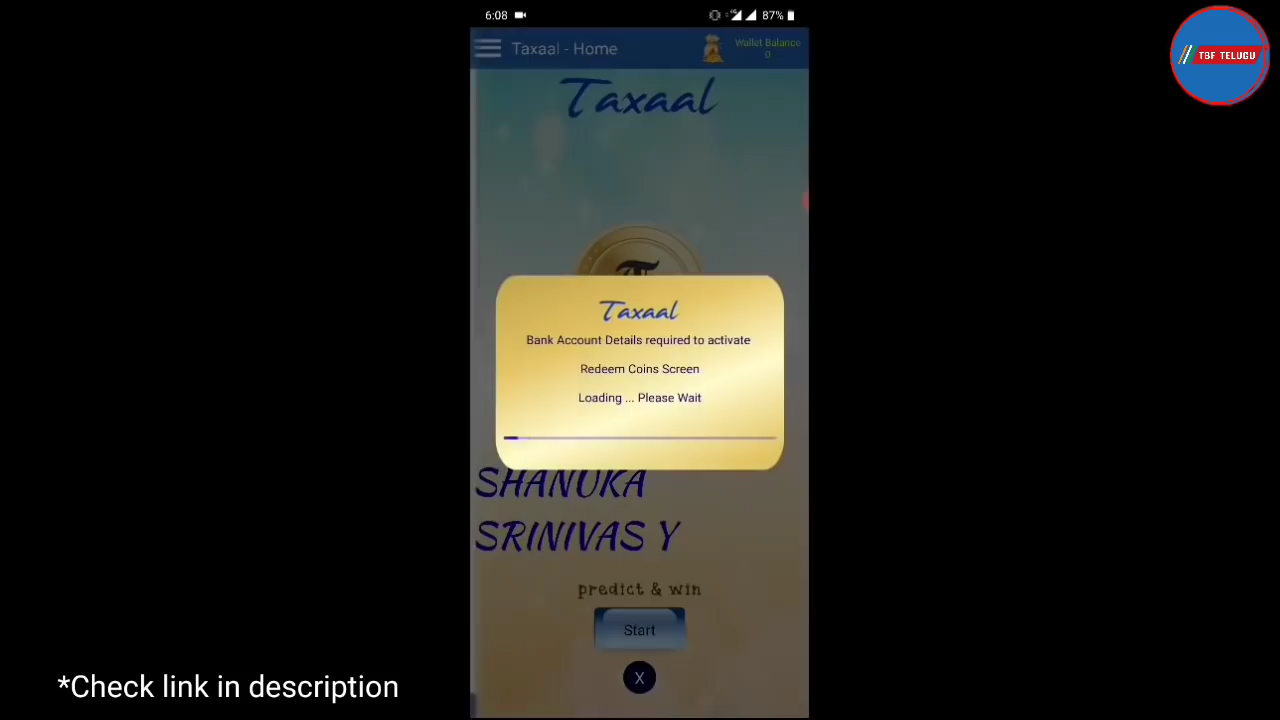 6:08
87%
Taxaal - Home
Wallet Balance
0
TBF TELUGU
Taxaal
Taxaal
Bank Account Details required to activate
Redeem Coins Screen
Loading ... Please Wait
SHANUKA
SRINIVAS Y
predict & win
Start
X
*Check link in description